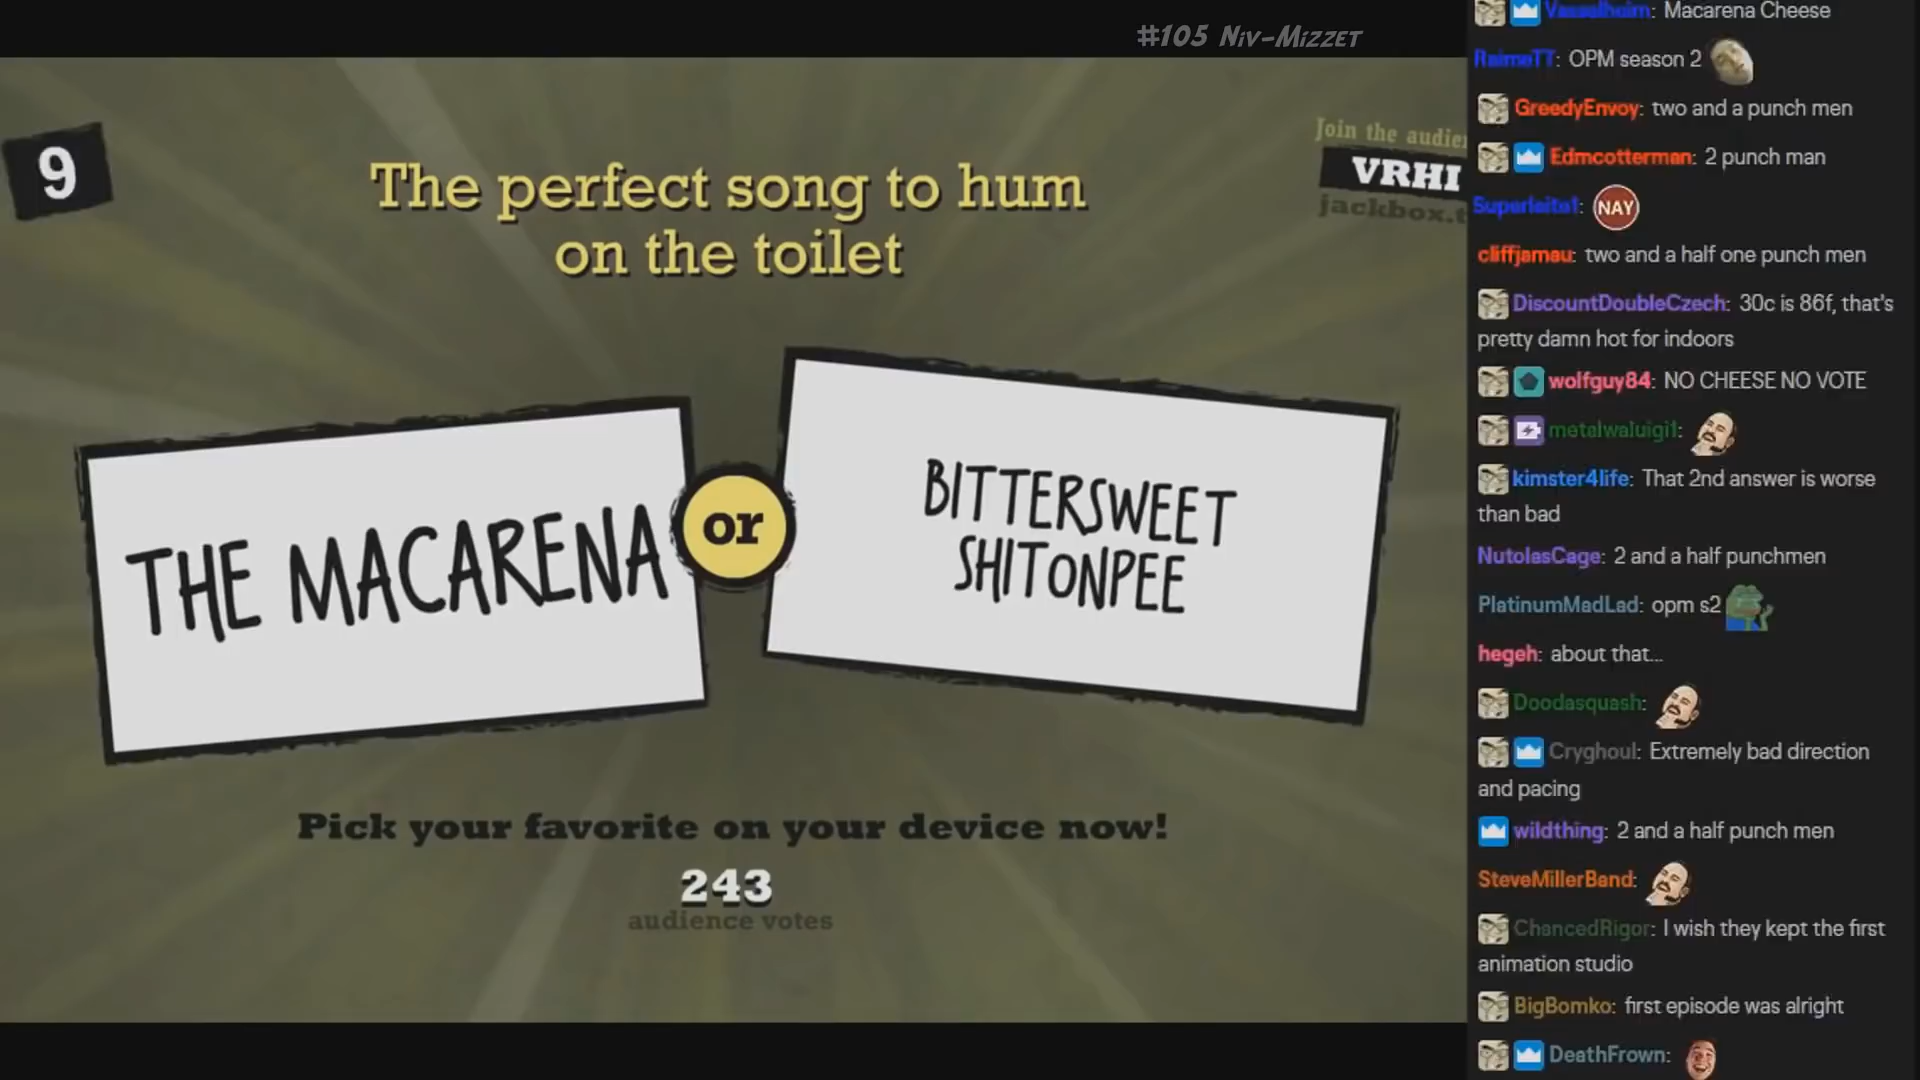 #105 Niv-Mizzet
9
The perfect song to hum
on the toilet
Join the audie
VRHI
jackbox.t
THE MACARENA
or
BITTERSWEET
SHITONPEE
Pick your favorite on your device now!
243
audience votes
Vasselheim: Macarena Cheese
RaimeTT: OPM season 2
GreedyEnvoy: two and a punch men
Edmcotterman: 2 punch man
Superleito1:
NAY
cliffjamau: two and a half one punch men
DiscountDoubleCzech: 30c is 86f, that's
pretty damn hot for indoors
wolfguy84: NO CHEESE NO VOTE
metalwaluigi1:
kimster4life: That 2nd answer is worse
than bad
NutolasCage: 2 and a half punchmen
PlatinumMadLad: opm s2
hegeh: about that...
Doodasquash:
Cryghoul: Extremely bad direction
and pacing
wildthing: 2 and a half punch men
SteveMillerBand:
ChancedRigor: I wish they kept the first
animation studio
BigBomko: first episode was alright
DeathFrown: